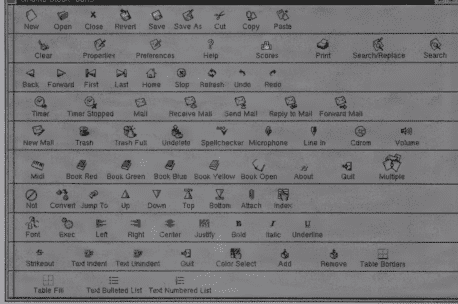 New Open Close Revert Save Save As Cut Copy Paste
Clear Properties Preferences Help Scores Print Search/Replace Search
Back Forward First Last Home Stop Refresh Undo Redo
Timer Timer Stopped Mail Receive Mail Send Mail Reply to Mail Forward Mail
New Mail Trash Trash Full Undelete Spellchecker Microphone Line In Cdrom Volume
Midi Book Red Book Green Book Blue Book Yellow Book Open About Quit Multiple
Not Convert Jump To Up Down Top Bottom Attach Index
Font Exec Left Right Center Justify Bold Italic Underline
Strikeout Text Indent Text Unindent Quit Color Select Add Remove Table Borders
Table Fill Text Bulleted List Text Numbered List